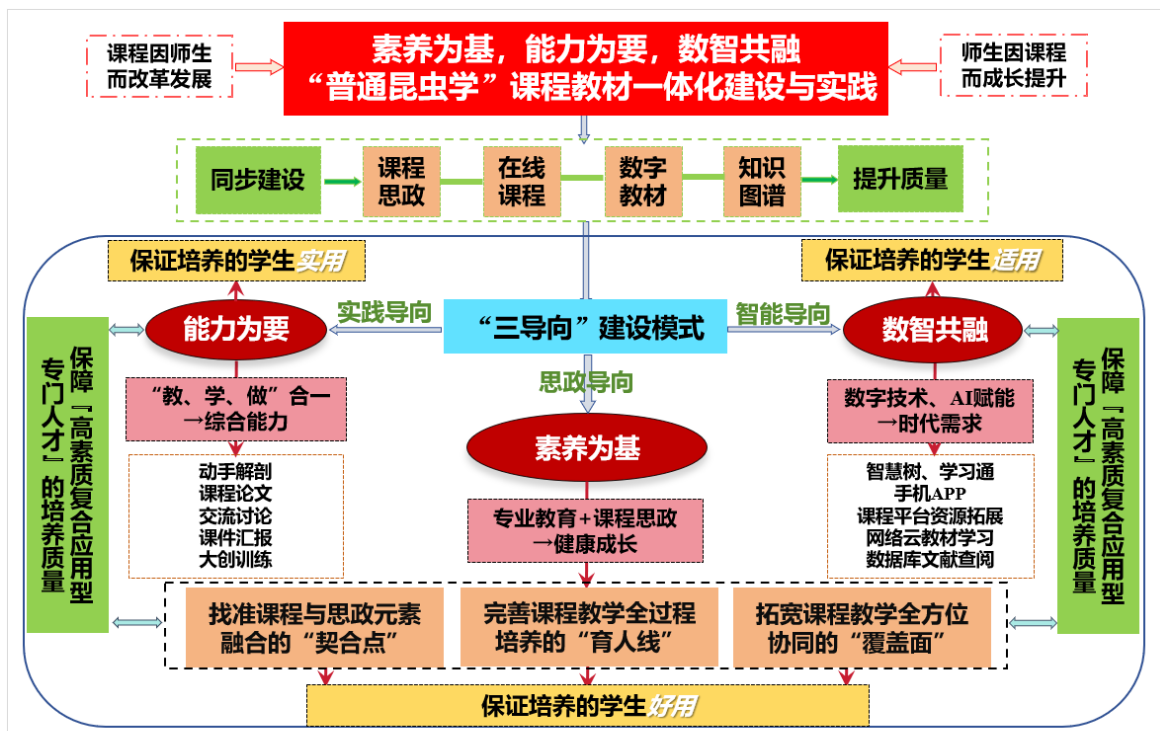 课程因师生
而改革发展
素养为基，能力为要，数智共融
“普通昆虫学”课程教材一体化建设与实践
师生因课程
而成长提升
同步建设
课程
思政
在线
课程
数字
教材
知识
图谱
提升质量
保证培养的学生实用
保证培养的学生适用
能力为要
实践导向
“三导向”建设模式
智能导向
数智共融
思政导向
保障『高素质复合应用型
专门人才』的培养质量
“教、学、做”合一
→综合能力
动手解剖
课程论文
交流讨论
课件汇报
大创训练
素养为基
专业教育+课程思政
→健康成长
数字技术、AI赋能
→时代需求
智慧树、学习通
手机APP
课程平台资源拓展
网络云教材学习
数据库文献查阅
保障『高素质复合应用型
专门人才』的培养质量
找准课程与思政元素
融合的“契合点”
完善课程教学全过程
培养的“育人线”
拓宽课程教学全方位
协同的“覆盖面”
保证培养的学生好用